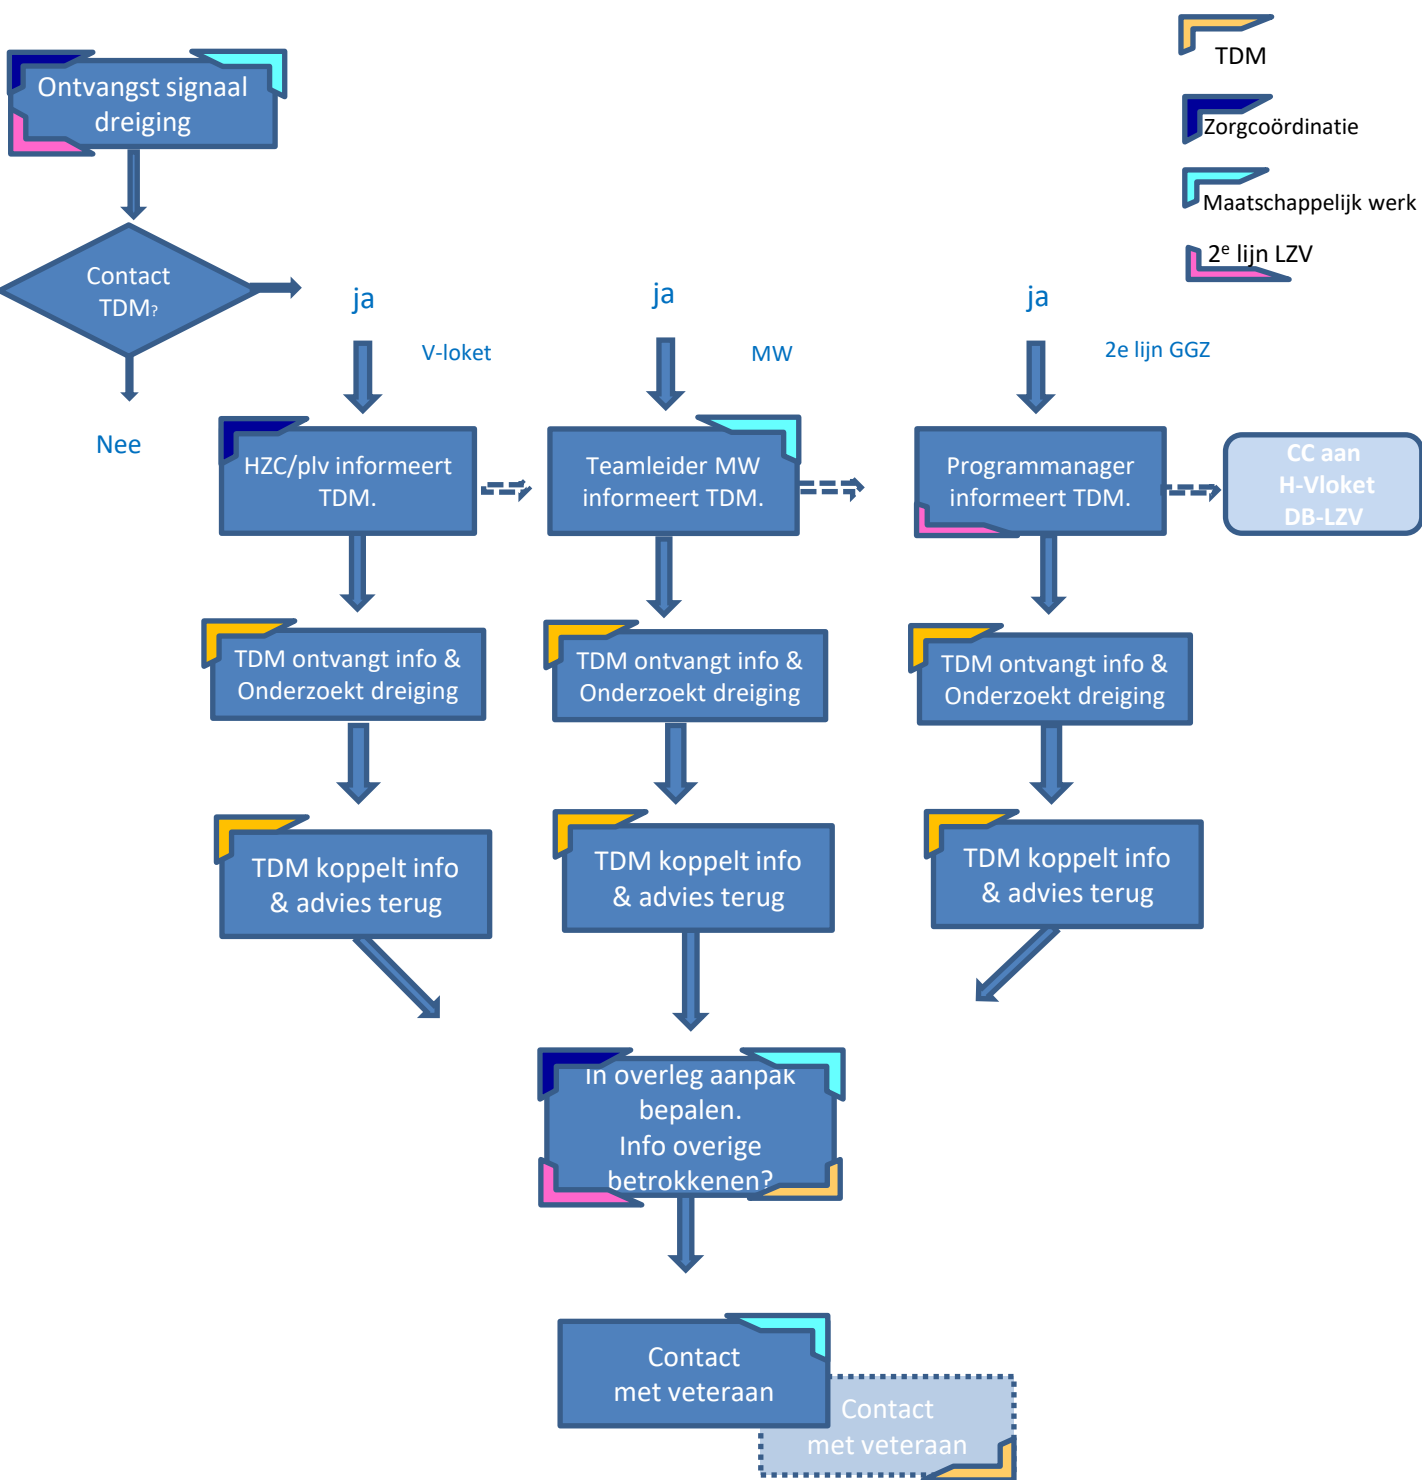 TDM
Zorgcoördinatie
Maatschappelijk werk
2e lijn LZV
Ontvangst signaal
dreiging
Contact
TDM?
Nee
ja
V-loket
ja
MW
ja
2e lijn GGZ
HZC/plv informeert
TDM.
Teamleider MW
informeert TDM.
Programmanager
informeert TDM.
CC aan
H-Vloket
DB-LZV
TDM ontvangt info &
Onderzoekt dreiging
TDM ontvangt info &
Onderzoekt dreiging
TDM ontvangt info &
Onderzoekt dreiging
TDM koppelt info
& advies terug
TDM koppelt info
& advies terug
TDM koppelt info
& advies terug
In overleg aanpak
bepalen.
Info overige
betrokkenen?
Contact
met veteraan
Contact
met veteraan